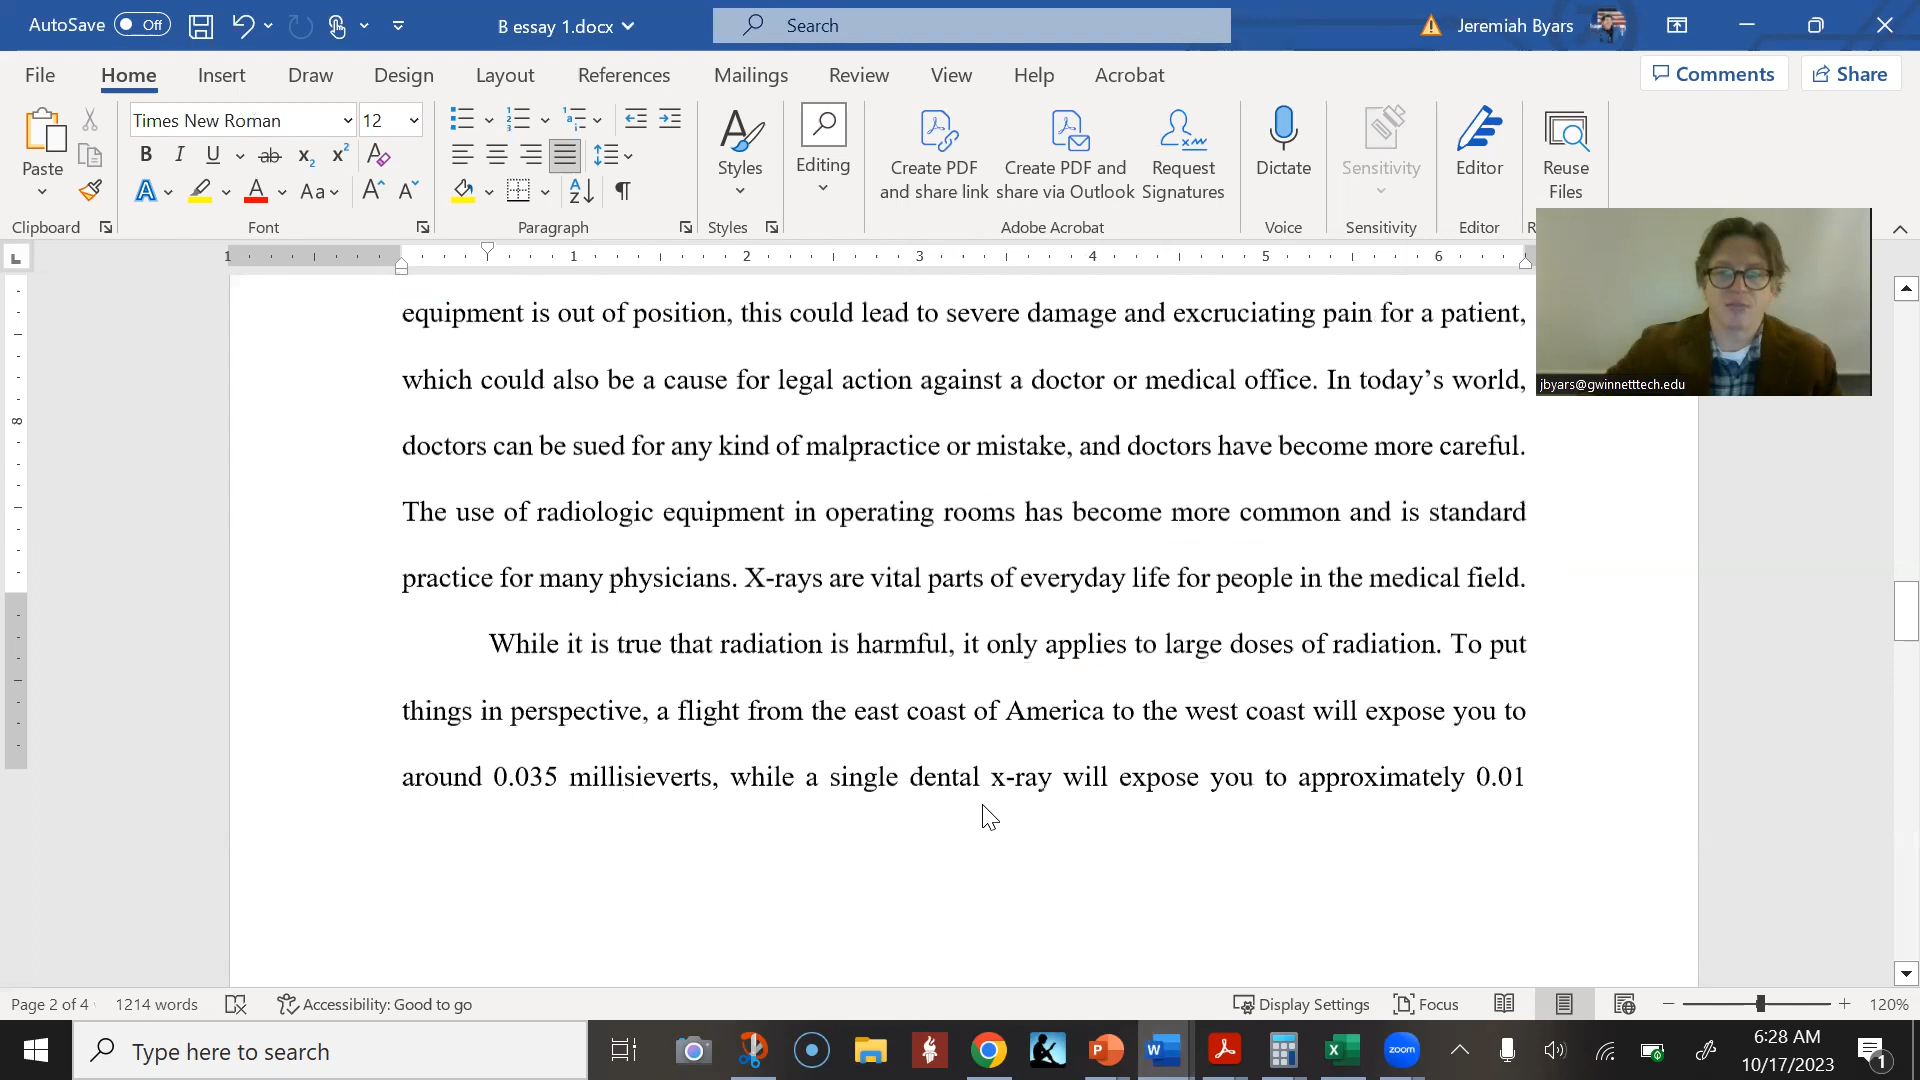 AutoSave Off B essay 1.docx Search Jeremiah Byars
File Home Insert Draw Design Layout References Mailings Review View Help Acrobat Comments Share
Times New Roman 12
Paste Styles Editing Create PDF and share link Create PDF and share via Outlook Request Signatures Dictate Sensitivity Editor Reuse Files
Clipboard Font Paragraph Styles Adobe Acrobat Voice Sensitivity Editor R
1 1 2 3 4 5 6
jbyars@gwinnetttech.edu
equipment is out of position, this could lead to severe damage and excruciating pain for a patient,
which could also be a cause for legal action against a doctor or medical office. In today’s world,
doctors can be sued for any kind of malpractice or mistake, and doctors have become more careful.
The use of radiologic equipment in operating rooms has become more common and is standard
practice for many physicians. X-rays are vital parts of everyday life for people in the medical field.
While it is true that radiation is harmful, it only applies to large doses of radiation. To put
things in perspective, a flight from the east coast of America to the west coast will expose you to
around 0.035 millisieverts, while a single dental x-ray will expose you to approximately 0.01
8
Page 2 of 4 1214 words Accessibility: Good to go Display Settings Focus 120%
Type here to search zoom 6:28 AM
10/17/2023 1